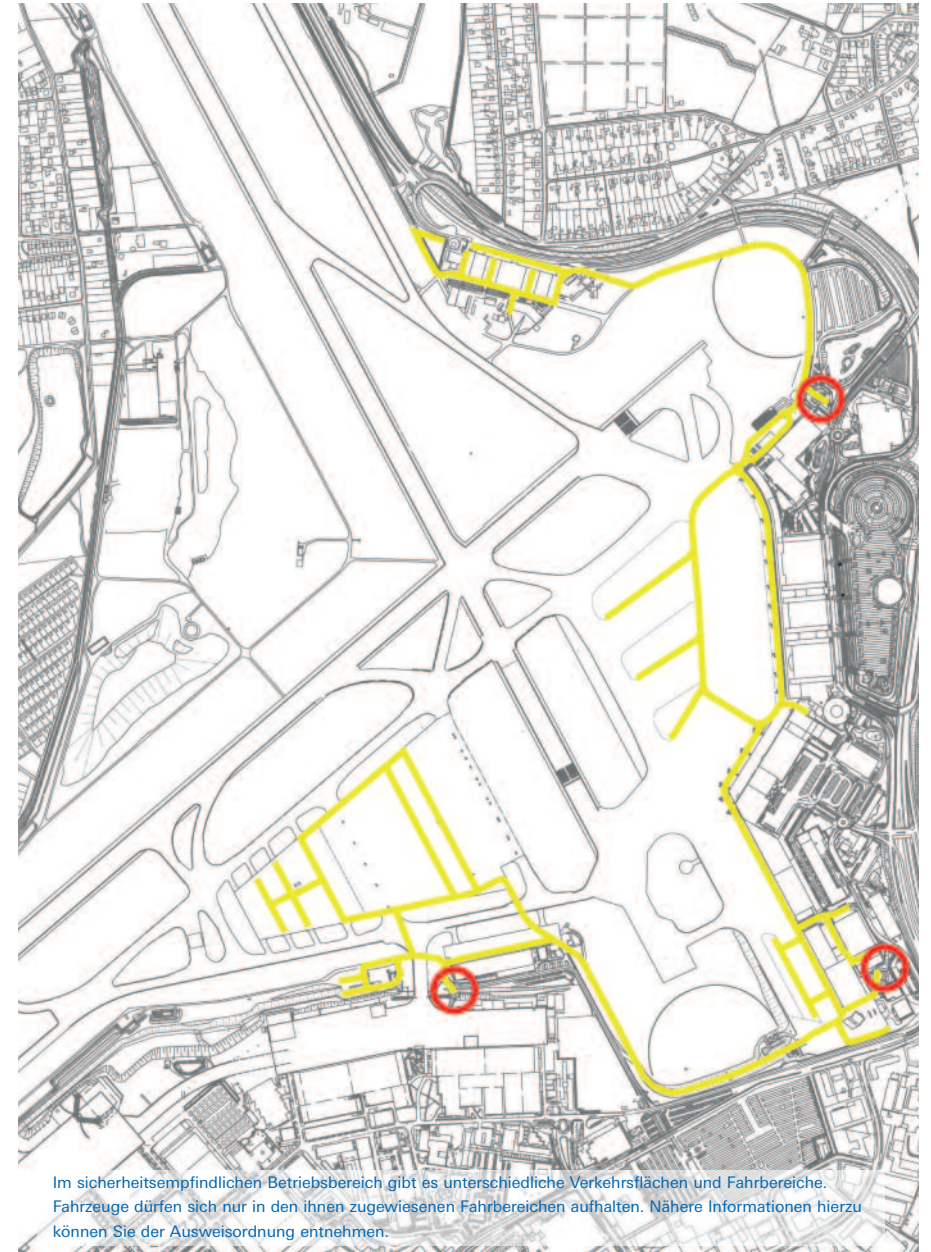 Im sicherheitsempfindlichen Betriebsbereich gibt es unterschiedliche Verkehrsflächen und Fahrbereiche.
Fahrzeuge dürfen sich nur in den ihnen zugewiesenen Fahrbereichen aufhalten. Nähere Informationen hierzu
können Sie der Ausweisordnung entnehmen.